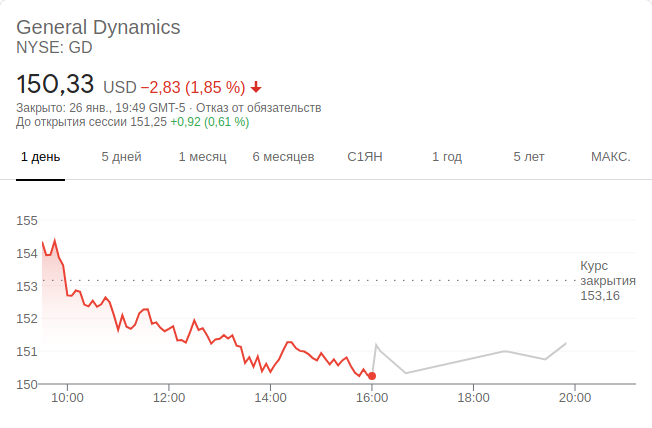 General Dynamics
NYSE: GD
150,33 USD −2,83 (1,85 %)
Закрыто: 26 янв., 19:49 GMT-5 · Отказ от обязательств
До открытия сессии 151,25 +0,92 (0,61 %)
1 день 5 дней 1 месяц 6 месяцев С1ЯН 1 год 5 лет МАКС.
155
154
153
152
151
150
Курс
закрытия
153,16
10:00 12:00 14:00 16:00 18:00 20:00